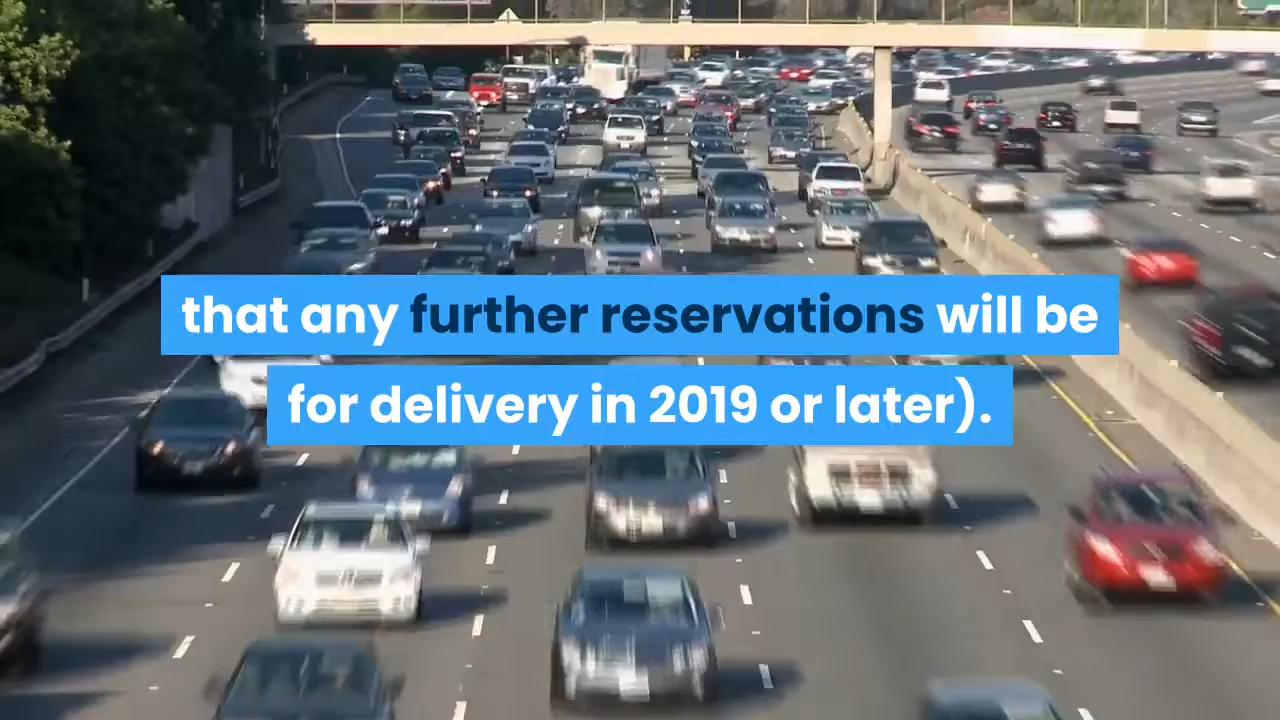 that any further reservations will be
for delivery in 2019 or later).